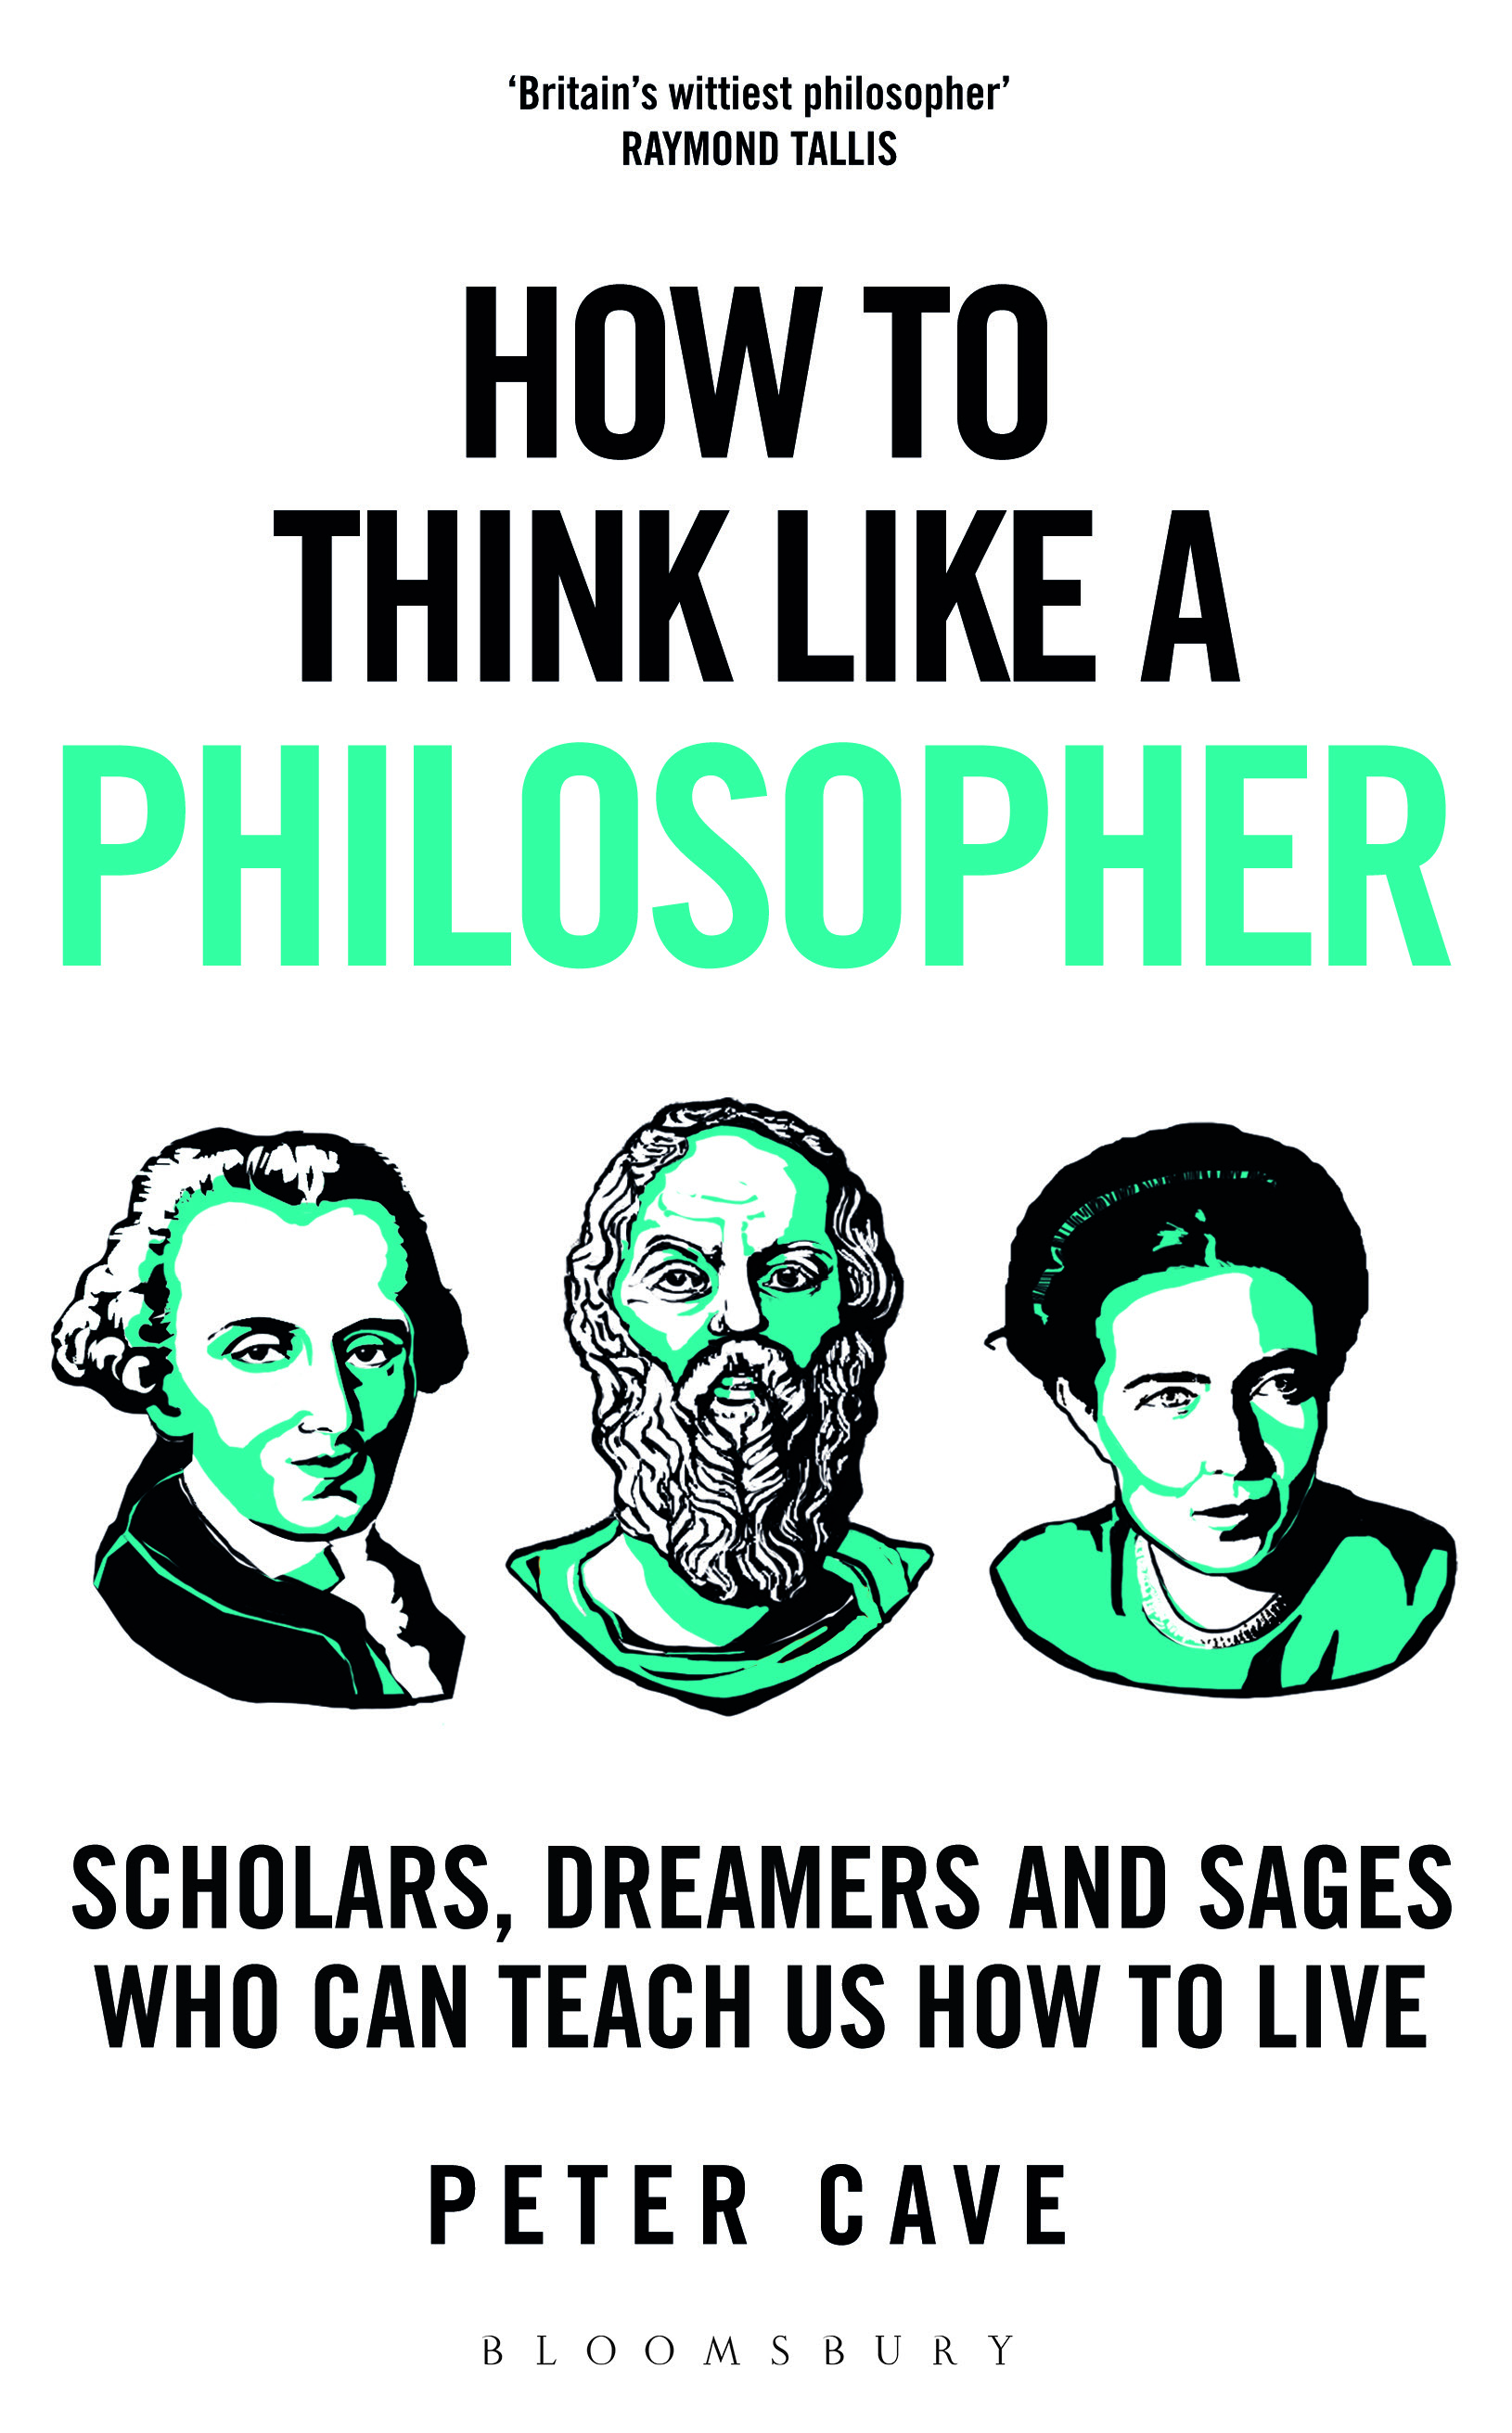 ‘Britain’s wittiest philosopher’
RAYMOND TALLIS
HOW TO
THINK LIKE A
PHILOSOPHER
SCHOLARS, DREAMERS AND SAGES
WHO CAN TEACH US HOW TO LIVE
PETER CAVE
BLOOMSBURY